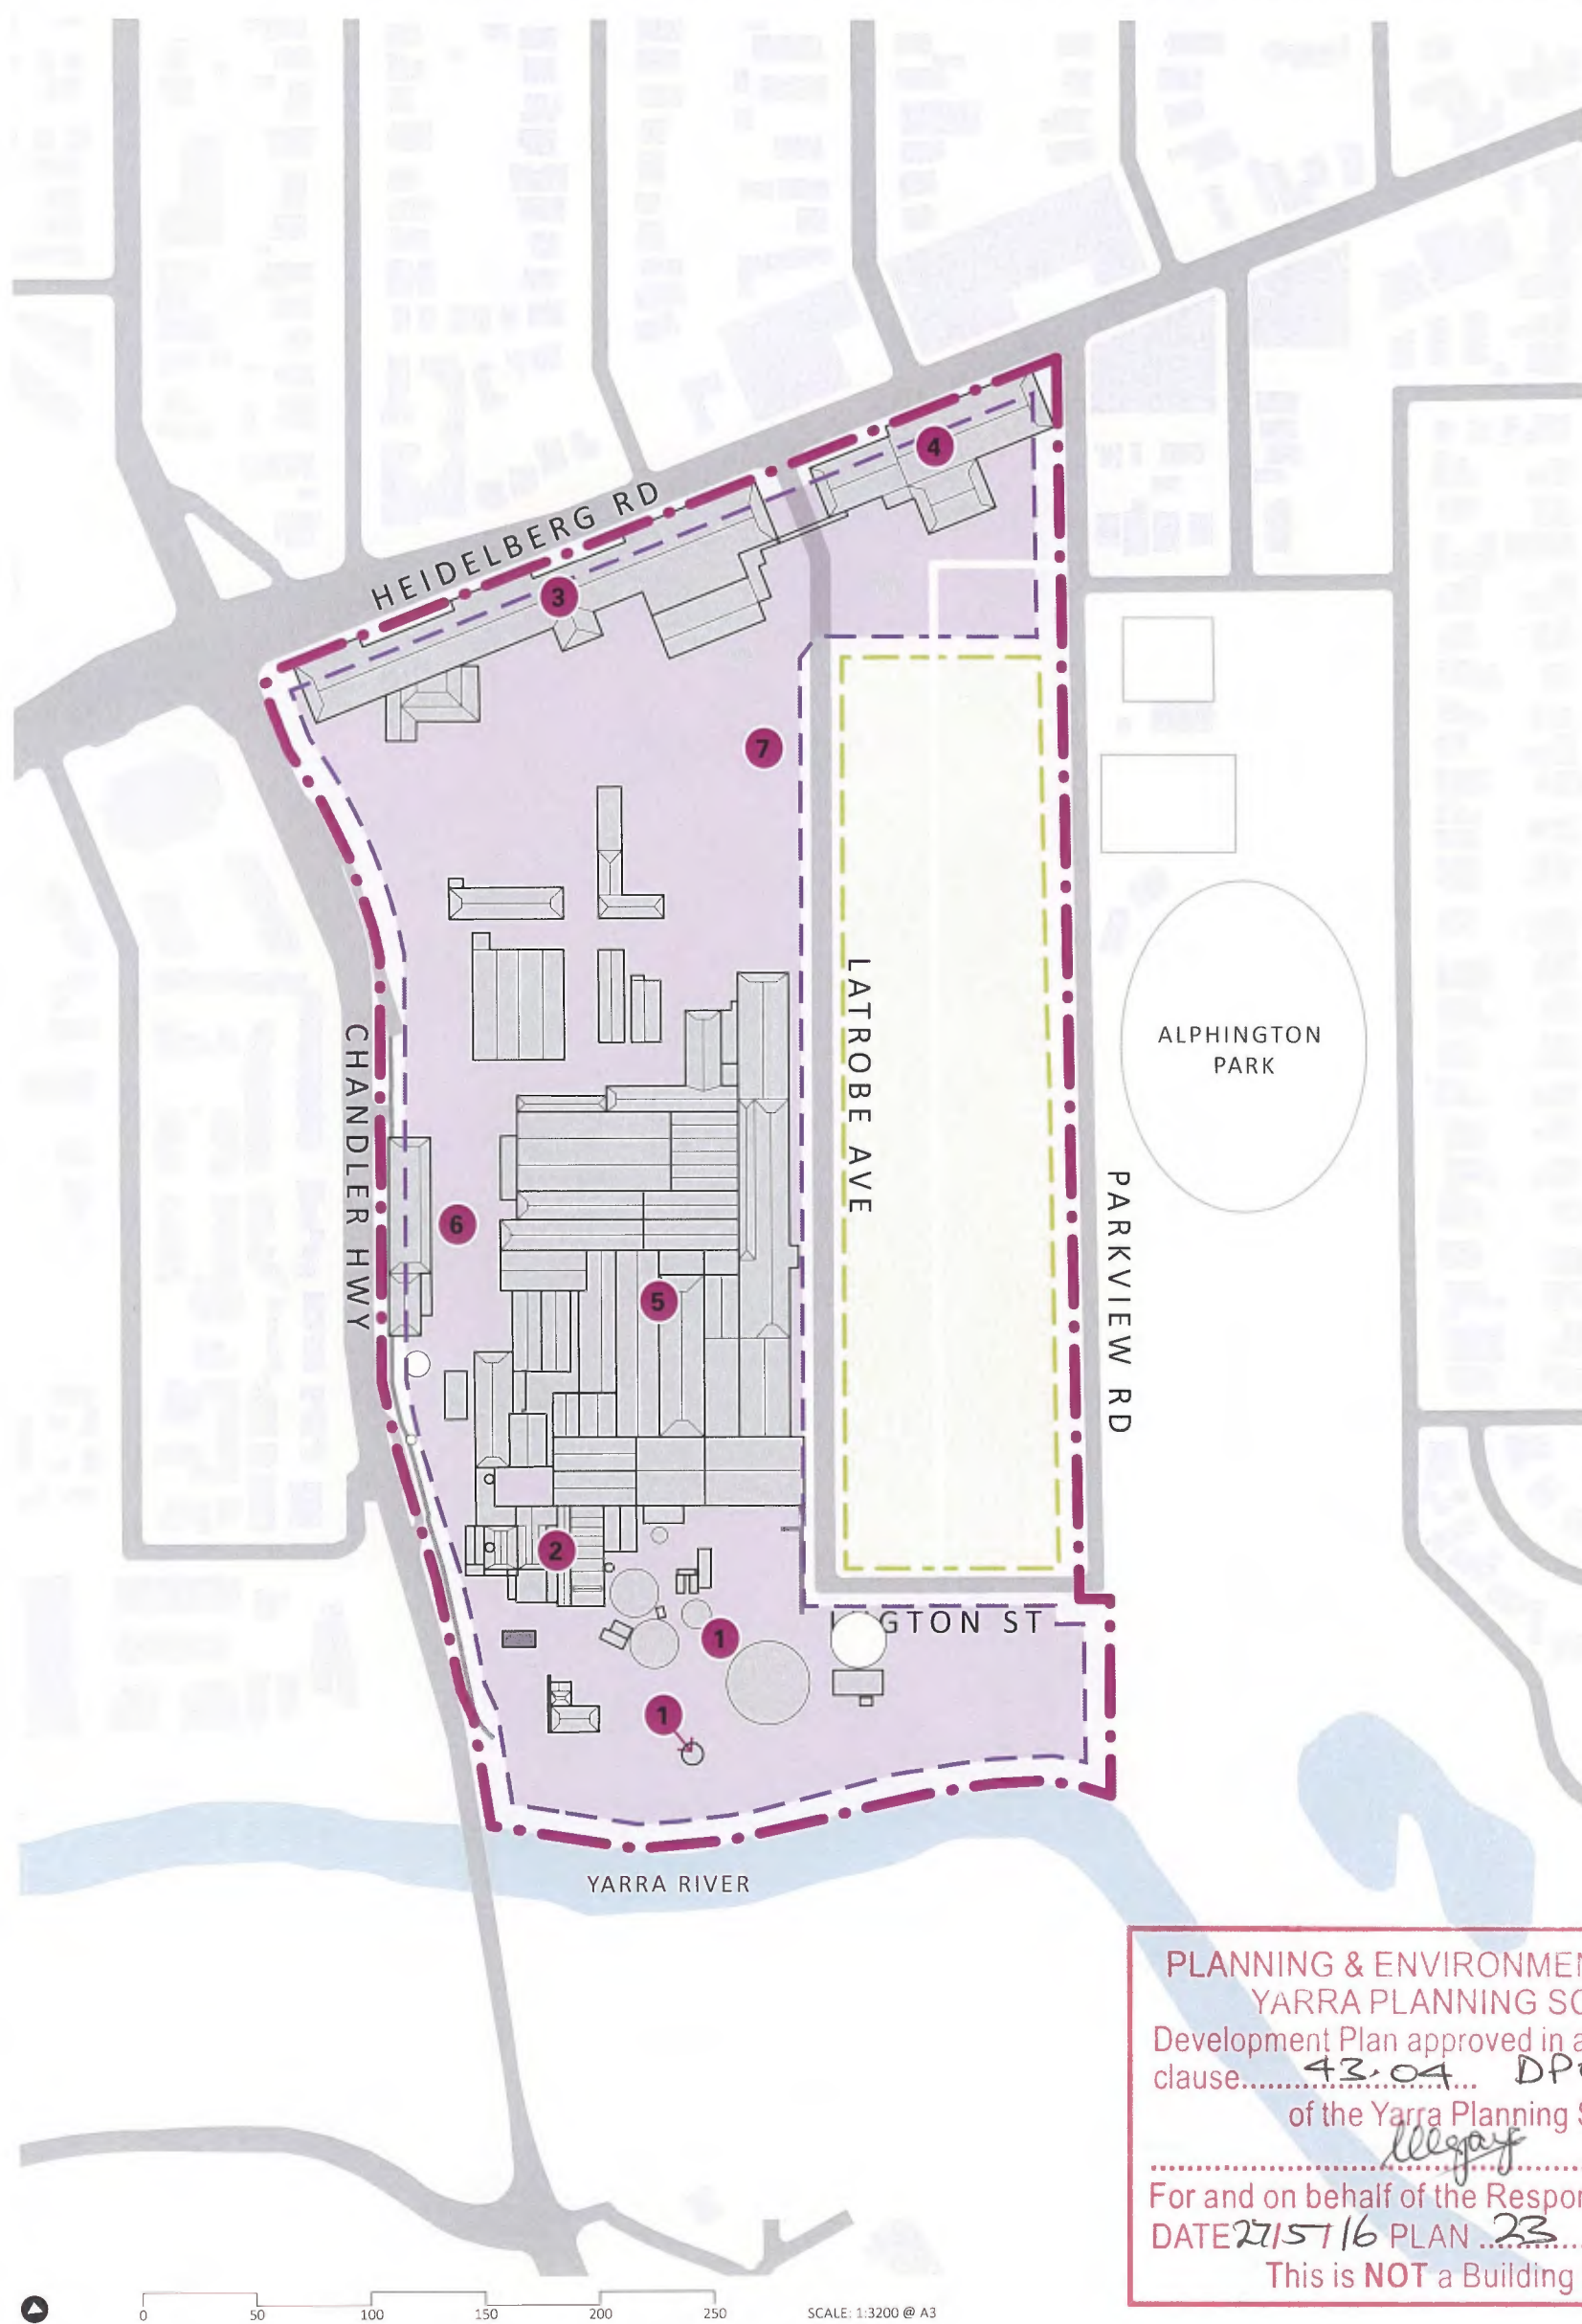 4
HEIDELBERG RD
3
7
LATROBE AVE
ALPHINGTON
PARK
CHANDLER HWY
6
PARKVIEW RD
5
2
GTON ST
1
1
YARRA RIVER
PLANNING & ENVIRONME
YARRA PLANNING SC
Development Plan approved in a
clause.......43.04... DP
of the Yarra Planning
For and on behalf of the Respo
DATE 27/5/16 PLAN ..23....
This is NOT a Building
0 50 100 150 200 250 SCALE: 1:3200 @ A3